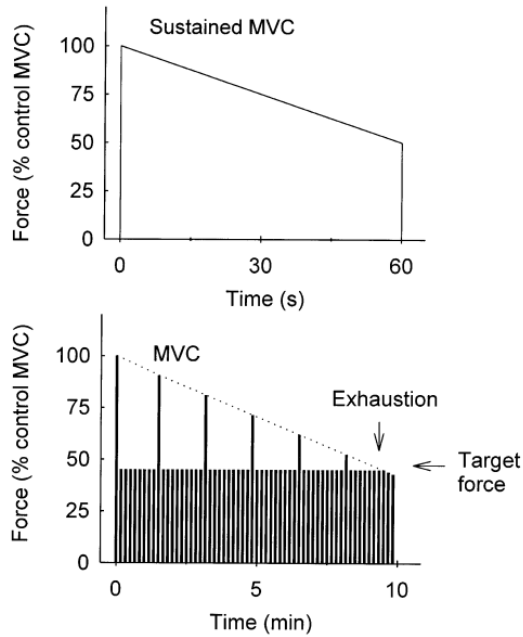 Sustained MVC
100
75
50
25
0
Force (% control MVC)
0 30 60
Time (s)
MVC
Exhaustion
Target
force
100
75
50
25
0
Force (% control MVC)
0 5 10
Time (min)